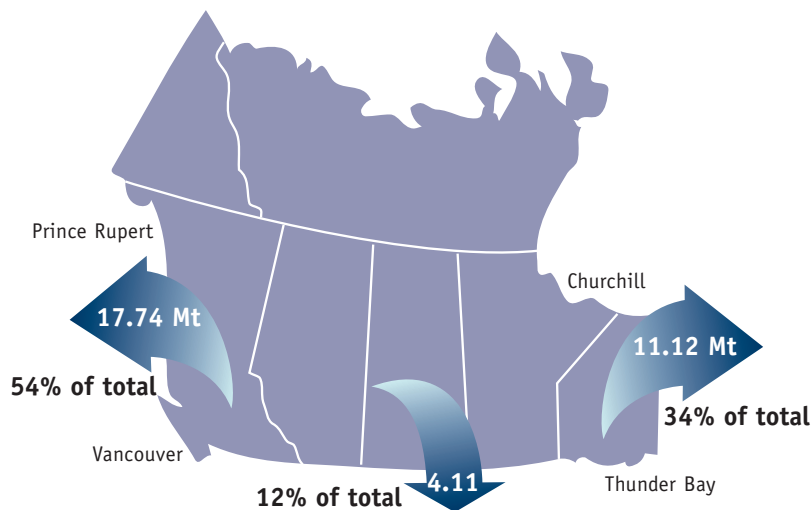 Prince Rupert
Churchill
17.74 Mt
11.12 Mt
54% of total
34% of total
Vancouver
4.11
12% of total
Thunder Bay